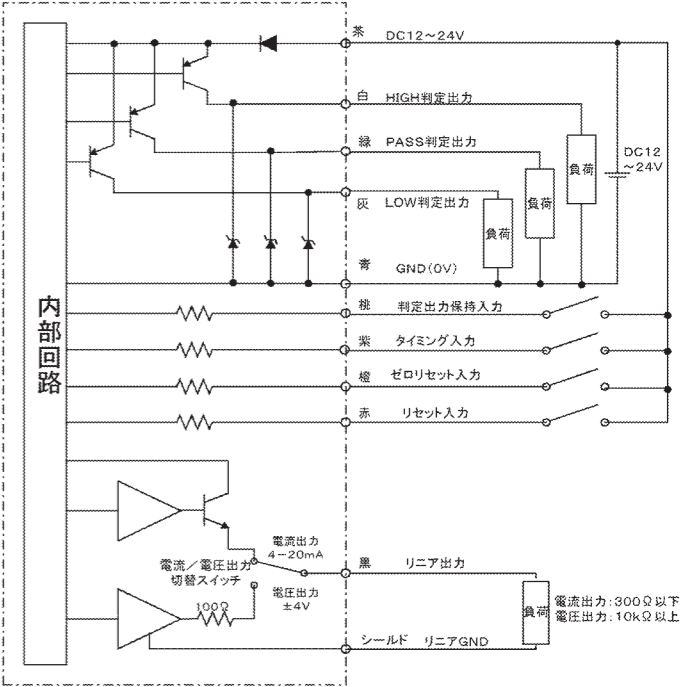 茶 DC12～24V
白 HIGH判定出力
緑 PASS判定出力
DC12
～24V
負荷
負荷
負荷
灰 LOW判定出力
青 GND(0V)
内部回路
桃 判定出力保持入力
紫 タイミング入力
橙 ゼロリセット入力
赤 リセット入力
電流出力
4－20mA
電流／電圧出力
切替スイッチ
黒 リニア出力
電圧出力
±4V
100Ω
負荷
電流出力:300Ω以下
電圧出力:10kΩ以上
シールド リニアGND